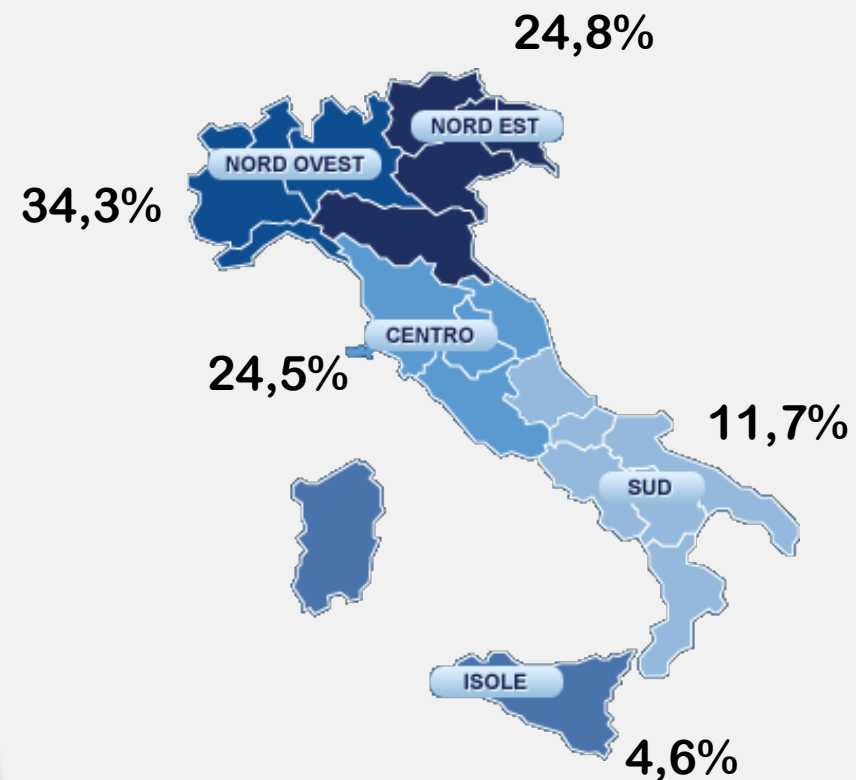 24,8%
NORD EST
NORD OVEST
34,3%
CENTRO
24,5%
11,7%
SUD
ISOLE
4,6%